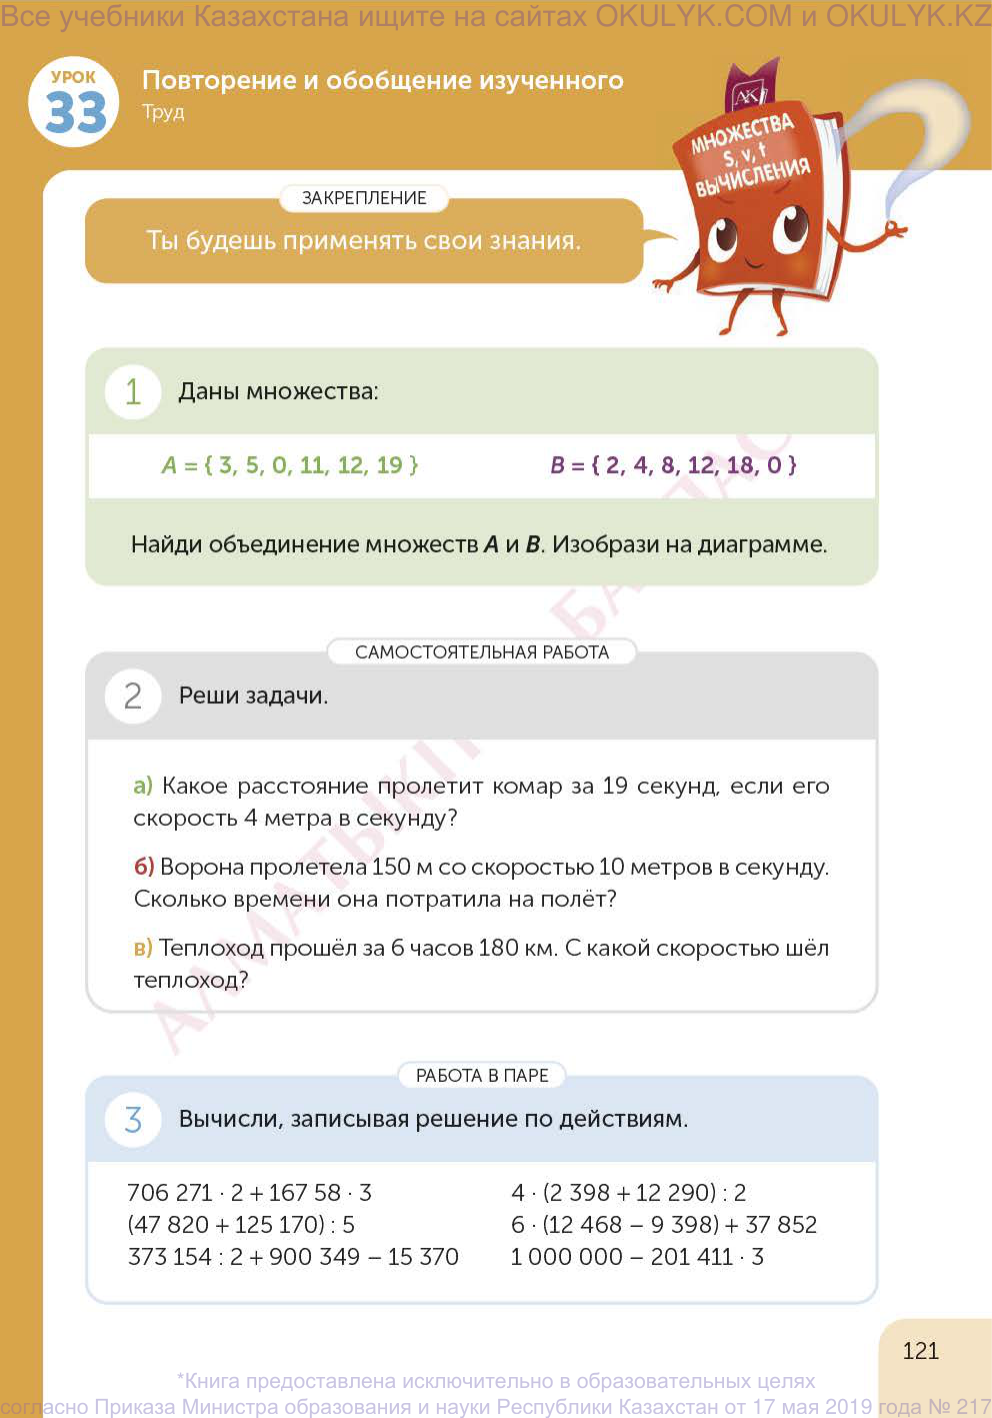 Все учебники Казахстана ищите на сайтах OKULYK.COM и OKULYK.KZ
УРОК
33
Повторение и обобщение изученного
Труд
АК
МНОЖЕСТВА
S, v, t
ВЫЧИСЛЕНИЯ
ЗАКРЕПЛЕНИЕ
Ты будешь применять свои знания.
1 Даны множества:
A = { 3, 5, 0, 11, 12, 19 } B = { 2, 4, 8, 12, 18, 0 }
Найди объединение множеств A и B. Изобрази на диаграмме.
САМОСТОЯТЕЛЬНАЯ РАБОТА
2 Реши задачи.
а) Какое расстояние пролетит комар за 19 секунд, если его
скорость 4 метра в секунду?
б) Ворона пролетела 150 м со скоростью 10 метров в секунду.
Сколько времени она потратила на полёт?
в) Теплоход прошёл за 6 часов 180 км. С какой скоростью шёл
теплоход?
РАБОТА В ПАРЕ
3 Вычисли, записывая решение по действиям.
706 271 · 2 + 167 58 · 3
(47 820 + 125 170) : 5
373 154 : 2 + 900 349 – 15 370
4 · (2 398 + 12 290) : 2
6 · (12 468 – 9 398) + 37 852
1 000 000 – 201 411 · 3
121
*Книга предоставлена исключительно в образовательных целях
согласно Приказа Министра образования и науки Республики Казахстан от 17 мая 2019 года № 217